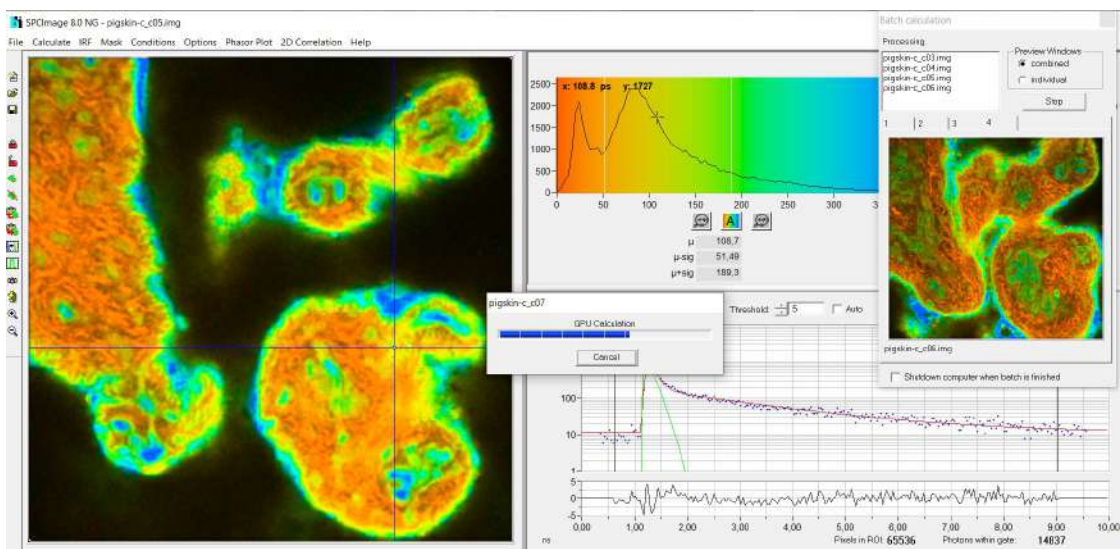 SPCImage 8.0 NG - pigskin-c_c05.img
File Calculate IRF Mask Conditions Options Phasor Plot 2D Correlation Help
2500
2000
1500
1000
500
0
x: 108.8 ps y: 1727
0 50 100 150 200 250 300 350
A
μ 108,7
μ-sig 51,49
μ+sig 189,3
Batch calculation
Processing
pigskin-c_c03.img
pigskin-c_c04.img
pigskin-c_c05.img
pigskin-c_c06.img
Preview Windows
combined
individual
Stop
1 2 3 4
pigskin-c_c06.img
Shutdown computer when batch is finished
pigskin-c_c07
GPU Calculation
Cancel
Threshold: 5 Auto
100
10
1
5
0
-5
0,00 1,00 2,00 3,00 4,00 5,00 6,00 7,00 8,00 9,00 10,00
ns Pixels in ROI: 65536 Photons within gate: 14837